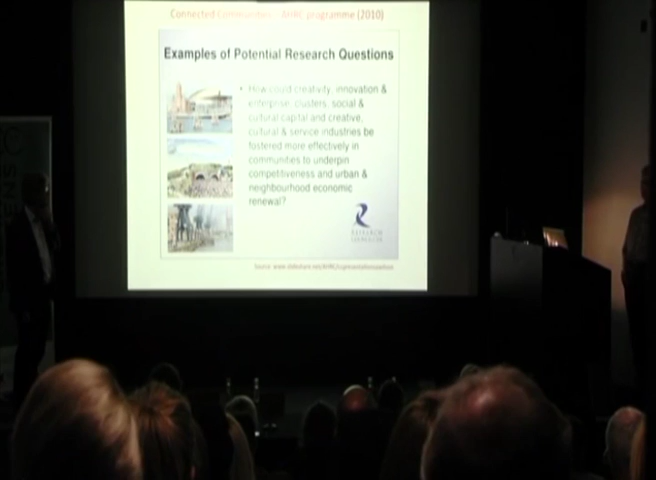 Connected Communities - AHRC programme (2010)
Examples of Potential Research Questions
• How could creativity, innovation &
enterprise, clusters, social &
cultural capital and creative,
cultural & service industries be
fostered more effectively in
communities to underpin
competitiveness and urban &
neighbourhood economic
renewal?
RESEARCH
Source: